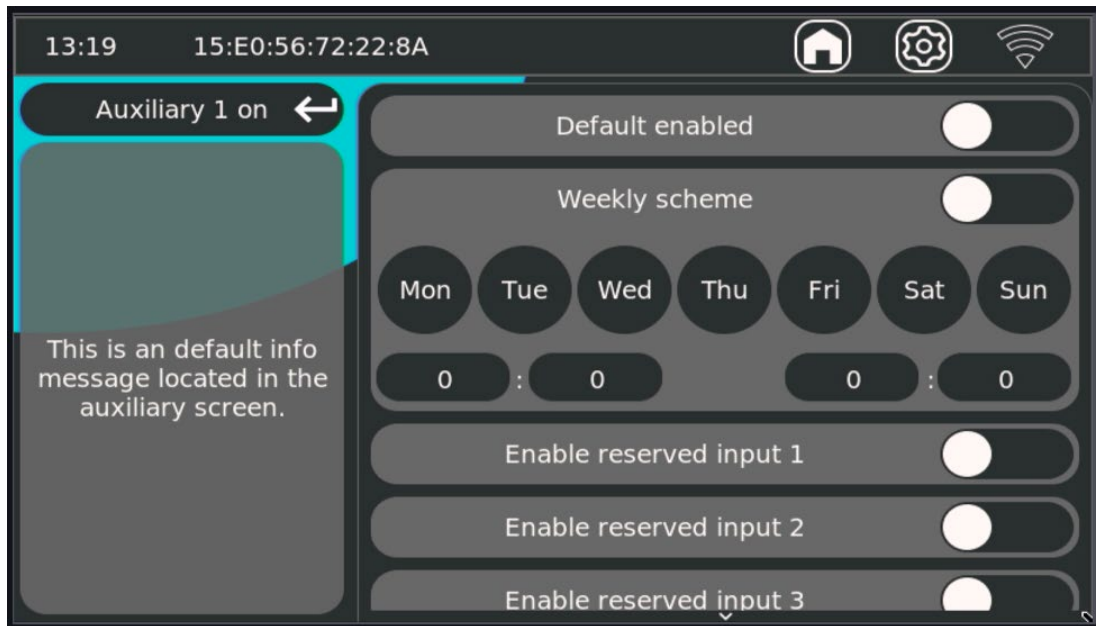 13:19 15:E0:56:72:22:8A
Auxiliary 1 on
This is an default info
message located in the
auxiliary screen.
Default enabled
Weekly scheme
Mon Tue Wed Thu Fri Sat Sun
0 : 0 0 : 0
Enable reserved input 1
Enable reserved input 2
Enable reserved input 3